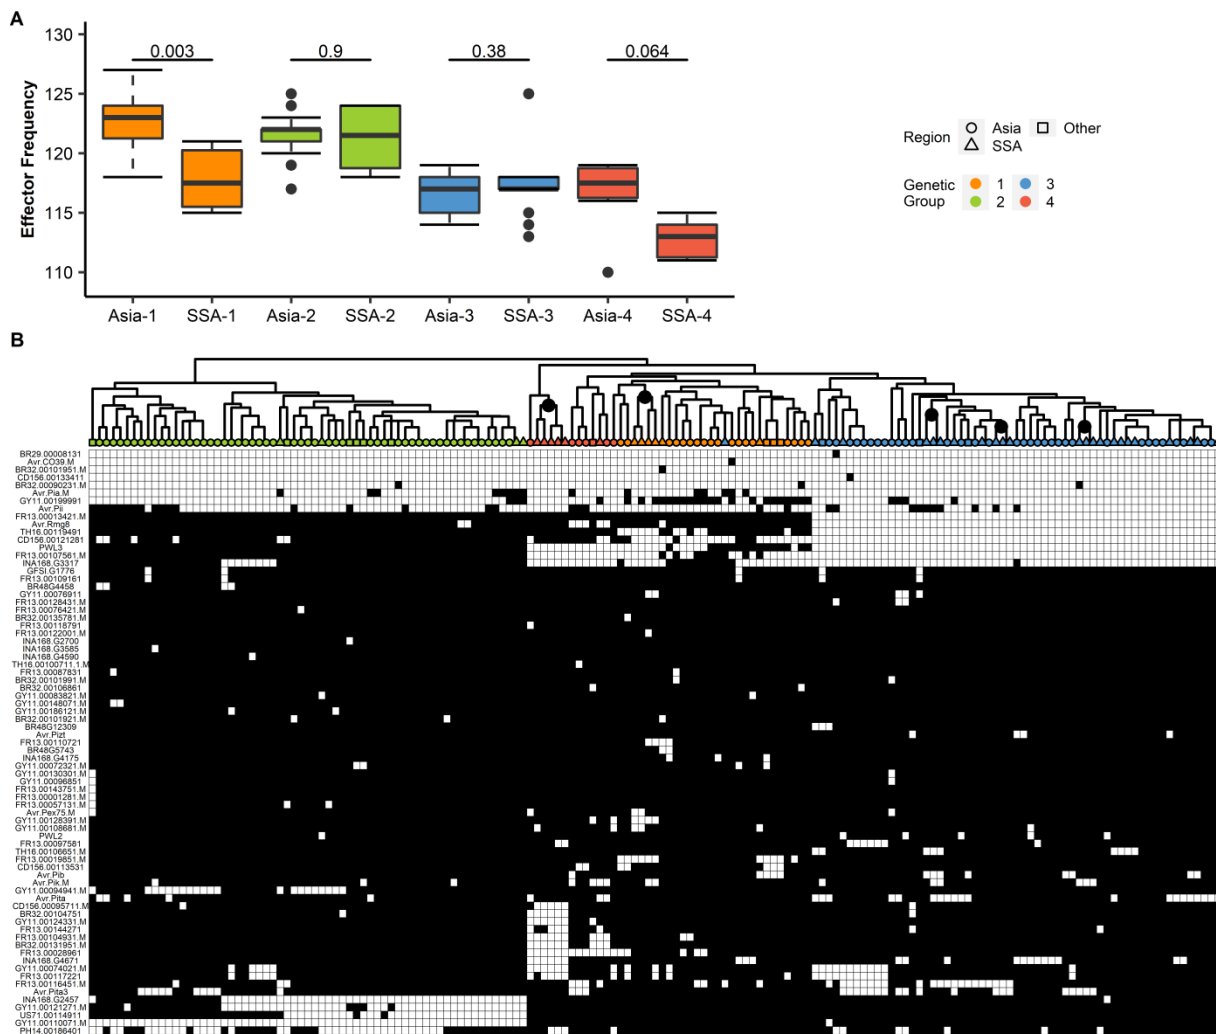 A
130
125
120
115
110
Effector Frequency
0.003
0.9
0.38
0.064
Asia-1
SSA-1
Asia-2
SSA-2
Asia-3
SSA-3
Asia-4
SSA-4
Region
Asia
Other
SSA
Genetic
Group
1
3
2
4
B
BR29.00008131
Avr.CO39.M
BR32.00101951.M
CD156.00133411
BR32.00090231.M
Avr.Pia.M
GY11.00199991
Avr.Pii
FR13.00013421.M
Avr.Rmg8
TH16.00119491
CD156.00121281
PWL3
FR13.00107561.M
INA168.G3317
GFSI.G1776
FR13.00109161
BR48G4458
GY11.00076911
FR13.00128431.M
FR13.00076421.M
BR32.00135781.M
FR13.00118791
FR13.00122001.M
INA168.G2700
INA168.G3585
INA168.G4590
TH16.00100711.1.M
FR13.00087831
BR32.00101991.M
BR32.00106861
GY11.00083821.M
GY11.00148071.M
GY11.00186121.M
BR32.00101921.M
BR48G12309
Avr.Pizt
FR13.00110721
BR48G5743
INA168.G4175
GY11.00072321.M
GY11.00130301.M
GY11.00096851
FR13.00143751.M
FR13.00001281.M
FR13.00057131.M
Avr.Pex75.M
GY11.00128391.M
GY11.00108681.M
PWL2
FR13.00097581
TH16.00106651.M
FR13.00019851.M
CD156.00113531
Avr.Pib
Avr.Pik.M
GY11.00094941.M
Avr.Pita
CD156.00095711.M
BR32.00104751
GY11.00124331.M
FR13.00144271
FR13.00104931.M
BR32.00131951.M
FR13.00028961
INA168.G4671
GY11.00074021.M
FR13.00117221
FR13.00116451.M
Avr.Pita3
INA168.G2457
GY11.00121271.M
US71.00114911
GY11.00110071.M
PH14.00186401